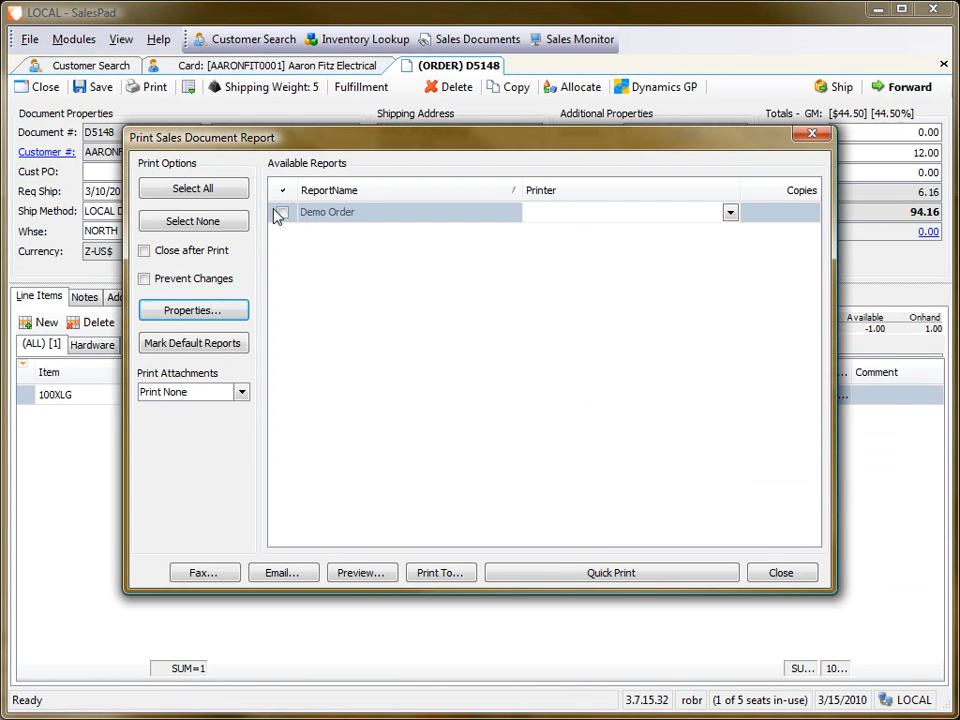 LOCAL - SalesPad
File Modules View Help Customer Search Inventory Lookup Sales Documents Sales Monitor
Customer Search Card: [AARONFIT0001] Aaron Fitz Electrical (ORDER) D5148
Close Save Print Shipping Weight: 5 Fulfillment Delete Copy Allocate Dynamics GP Ship Forward
Document Properties Shipping Address Additional Properties Totals - GM: [$44.50] [44.50%]
Document #: D5148 0.00
Customer #: AARONF 12.00
Cust PO: 6.16
Req Ship: 3/10/20 94.16
Ship Method: LOCAL D 0.00
Whse: NORTH
Currency: Z-US$
Print Sales Document Report
Print Options
Select All
Select None
Close after Print
Prevent Changes
Properties...
Mark Default Reports
Print Attachments
Print None
Available Reports
ReportName / Printer Copies
Demo Order
Fax... Email... Preview... Print To... Quick Print Close
Line Items Notes Ad
New Delete
Available Onhand
-1.00 1.00
(ALL) [1] Hardware
Item ... Comment
100XLG ...
SUM=1 SU... 10...
Ready 3.7.15.32 robr (1 of 5 seats in-use) 3/15/2010 LOCAL